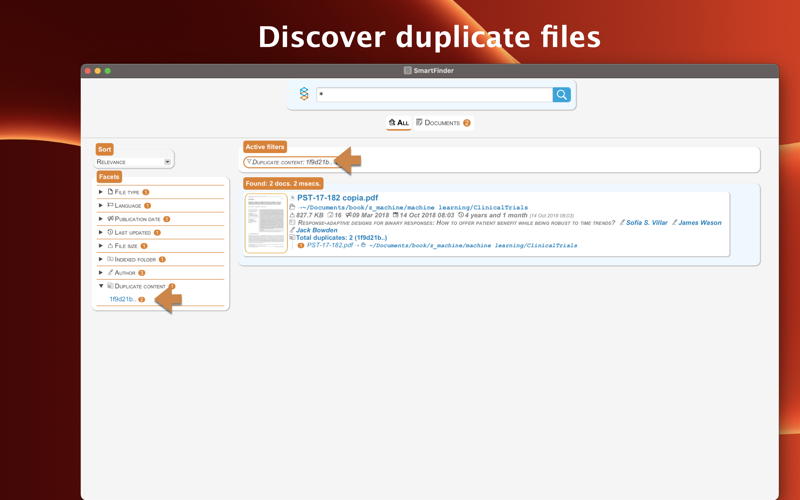 Discover duplicate files
SmartFinder
*
All
Documents 2
Sort
Relevance
Facets
File type 1
Language 1
Publication date
Last updated 1
File size 1
Indexed folder 1
Author 3
Duplicate content 1
1f9d21b.. 2
Active filters
Duplicate content: 1f9d21b..
Found: 2 docs. 2 msecs.
PST-17-182 copia.pdf
~/Documents/book/z_machine/machine learning/ClinicalTrials
827.7 KB 16 09 Mar 2018 14 Oct 2018 08:03 4 years and 1 month (14 Oct 2018 08:03)
Response-adaptive designs for binary responses: How to offer patient benefit while being robust to time trends? Sofia S. Villar James Wason
Jack Bowden
Total duplicates: 2 (1f9d21b..)
1 PST-17-182.pdf - ~/Documents/book/z_machine/machine learning/ClinicalTrials